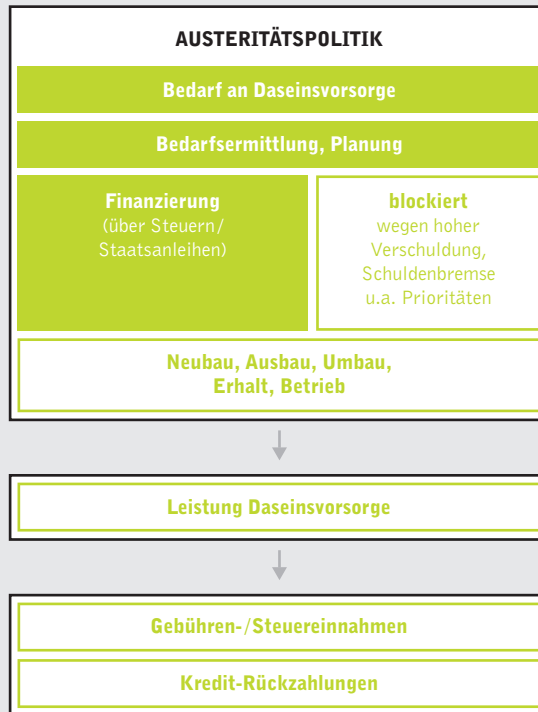 AUSTERITÄTSPOLITIK
Bedarf an Daseinsvorsorge
Bedarfsermittlung, Planung
Finanzierung
(über Steuern/
Staatsanleihen)
blockiert
wegen hoher
Verschuldung,
Schuldenbremse
u.a. Prioritäten
Neubau, Ausbau, Umbau,
Erhalt, Betrieb
Leistung Daseinsvorsorge
Gebühren-/Steuereinnahmen
Kredit-Rückzahlungen